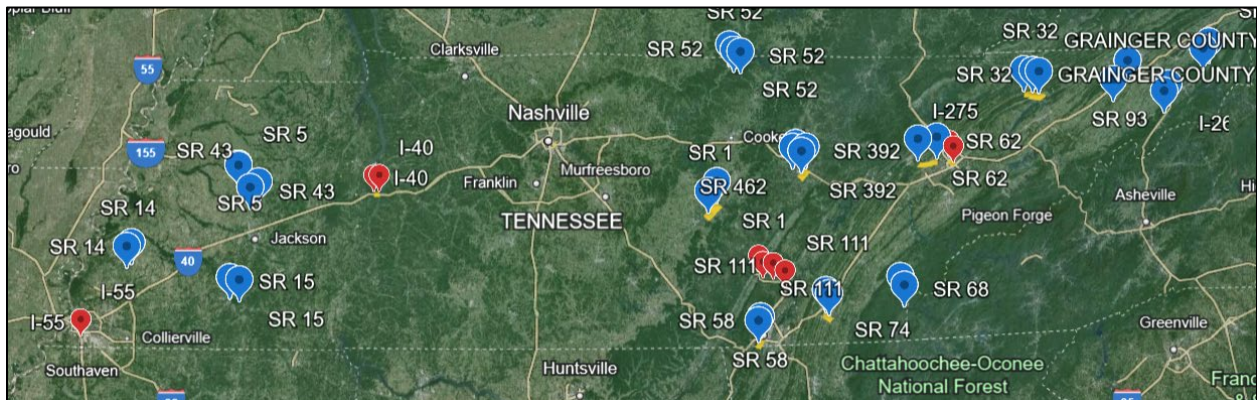 SR 52
Clarksville
SR 52
SR 52
SR 32
GRAINGER COUNTY
55
SR 32
GRAINGER COUNTY
SR 52
Nashville
I-275
SR 93
agould
155
SR 5
SR 43
I-40
SR 1
SR 392
SR 62
I-40
Franklin
Murfreesboro
SR 43
SR 5
SR 462
SR 392
SR 62
Asheville
SR 14
TENNESSEE
SR 1
Pigeon Forge
SR 14
Jackson
40
SR 111
SR 111
I-55
SR 15
SR 111
SR 68
I-55
SR 15
SR 58
SR 74
Greenville
Collierville
SR 58
Southaven
Huntsville
Chattahoochee-Oconee
National Forest